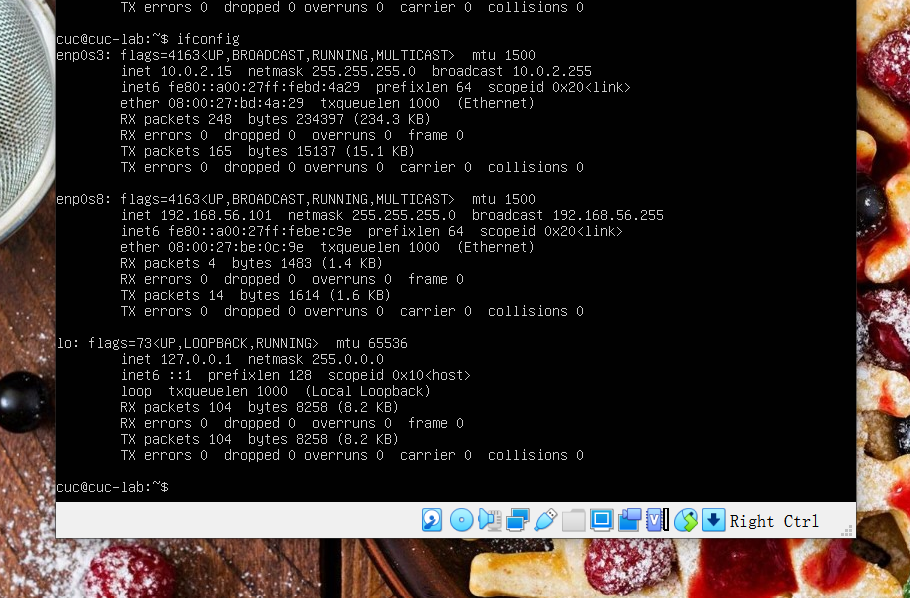 TX errors 0  dropped 0 overruns 0  carrier 0  collisions 0
cuc@cuc-lab:~$ ifconfig
enp0s3: flags=4163<UP,BROADCAST,RUNNING,MULTICAST>  mtu 1500
inet 10.0.2.15  netmask 255.255.255.0  broadcast 10.0.2.255
inet6 fe80::a00:27ff:febd:4a29  prefixlen 64  scopeid 0x20<link>
ether 08:00:27:bd:4a:29  txqueuelen 1000  (Ethernet)
RX packets 248  bytes 234397 (234.3 KB)
RX errors 0  dropped 0  overruns 0  frame 0
TX packets 165  bytes 15137 (15.1 KB)
TX errors 0  dropped 0 overruns 0  carrier 0  collisions 0
enp0s8: flags=4163<UP,BROADCAST,RUNNING,MULTICAST>  mtu 1500
inet 192.168.56.101  netmask 255.255.255.0  broadcast 192.168.56.255
inet6 fe80::a00:27ff:febe:c9e  prefixlen 64  scopeid 0x20<link>
ether 08:00:27:be:0c:9e  txqueuelen 1000  (Ethernet)
RX packets 4  bytes 1483 (1.4 KB)
RX errors 0  dropped 0  overruns 0  frame 0
TX packets 14  bytes 1614 (1.6 KB)
TX errors 0  dropped 0 overruns 0  carrier 0  collisions 0
lo: flags=73<UP,LOOPBACK,RUNNING>  mtu 65536
inet 127.0.0.1  netmask 255.0.0.0
inet6 ::1  prefixlen 128  scopeid 0x10<host>
loop  txqueuelen 1000  (Local Loopback)
RX packets 104  bytes 8258 (8.2 KB)
RX errors 0  dropped 0  overruns 0  frame 0
TX packets 104  bytes 8258 (8.2 KB)
TX errors 0  dropped 0 overruns 0  carrier 0  collisions 0
cuc@cuc-lab:~$
Right Ctrl